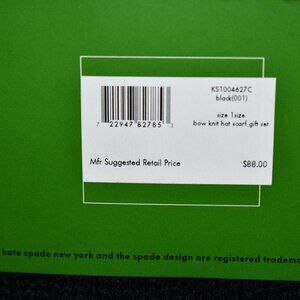 KS1004627C
black(001)
size 1size
bow knit hat scarf gift set
7 22947 82785 3
Mfr Suggested Retail Price $88.00
kate spade new york and the spade design are registered tradema